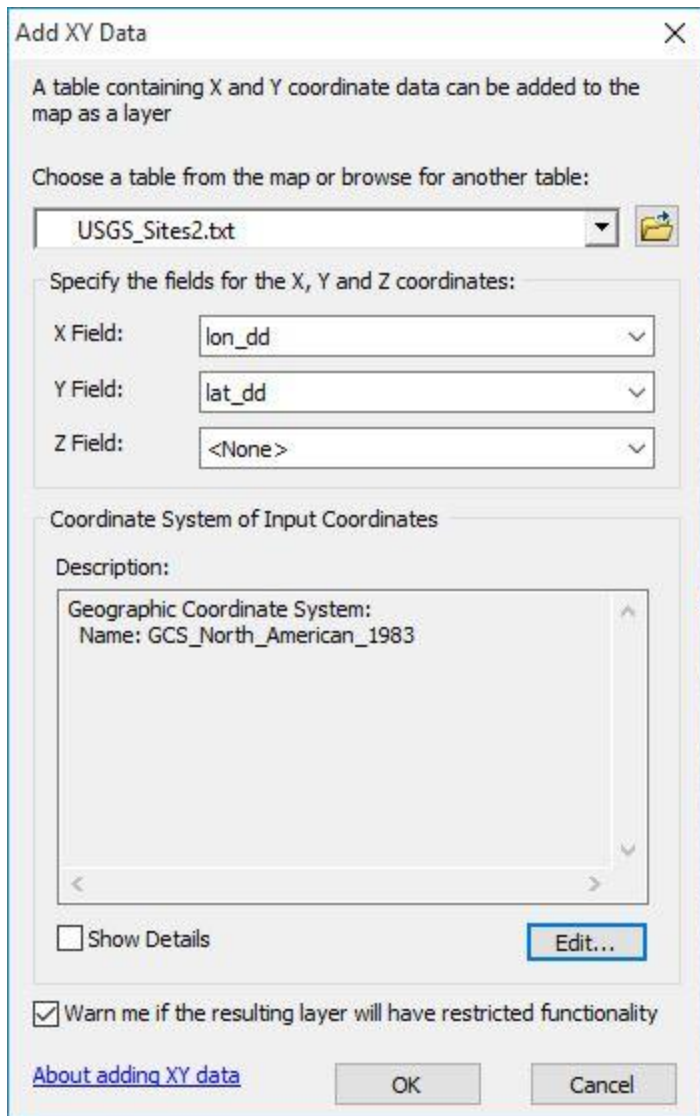 Add XY Data
A table containing X and Y coordinate data can be added to the
map as a layer
Choose a table from the map or browse for another table:
USGS_Sites2.txt
Specify the fields for the X, Y and Z coordinates:
X Field: lon_dd
Y Field: lat_dd
Z Field: <None>
Coordinate System of Input Coordinates
Description:
Geographic Coordinate System:
Name: GCS_North_American_1983
Show Details Edit...
Warn me if the resulting layer will have restricted functionality
About adding XY data OK Cancel